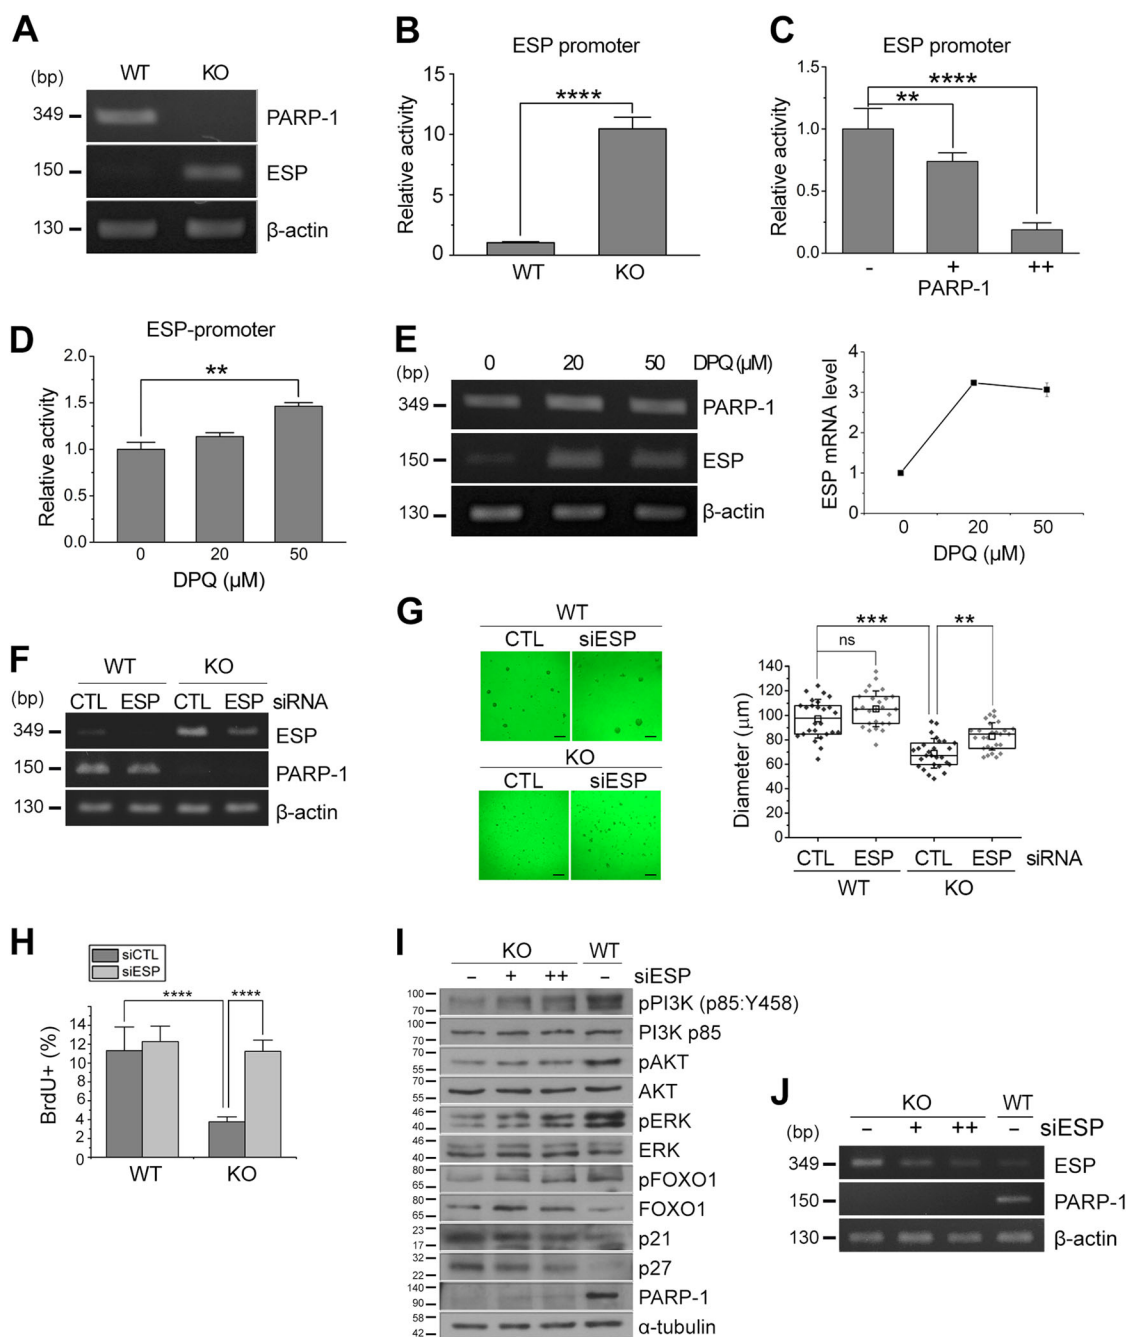 A
WT KO
(bp)
349 PARP-1
150 ESP
130 β-actin
B
ESP promoter
Relative activity
15
10
5
0
****
WT KO
C
ESP promoter
Relative activity
1.5
1.0
0.5
0.0
****
**
- + ++
PARP-1
D
ESP-promoter
Relative activity
2.0
1.5
1.0
0.5
0.0
**
0 20 50
DPQ (µM)
E
0 20 50 DPQ (µM)
(bp)
349 PARP-1
150 ESP
130 β-actin
ESP mRNA level
4
3
2
1
0
0 20 50
DPQ (µM)
F
WT KO
(bp) CTL ESP CTL ESP siRNA
349 ESP
150 PARP-1
130 β-actin
G
WT
CTL siESP
KO
CTL siESP
*** **
ns
Diameter (µm)
140
120
100
80
60
40
20
0
CTL ESP CTL ESP siRNA
WT KO
H
siCTL
siESP
**** ****
BrdU+ (%)
14
12
10
8
6
4
2
0
WT KO
I
KO WT
– + ++ – siESP
100
70
pPI3K (p85:Y458)
100
70
PI3K p85
70
55
pAKT
70
55
AKT
46
40
pERK
46
40
ERK
80
65
pFOXO1
80
65
FOXO1
23
17
p21
32
22
p27
140
90
PARP-1
58
42
α-tubulin
J
KO WT
(bp) – + ++ – siESP
349 ESP
150 PARP-1
130 β-actin